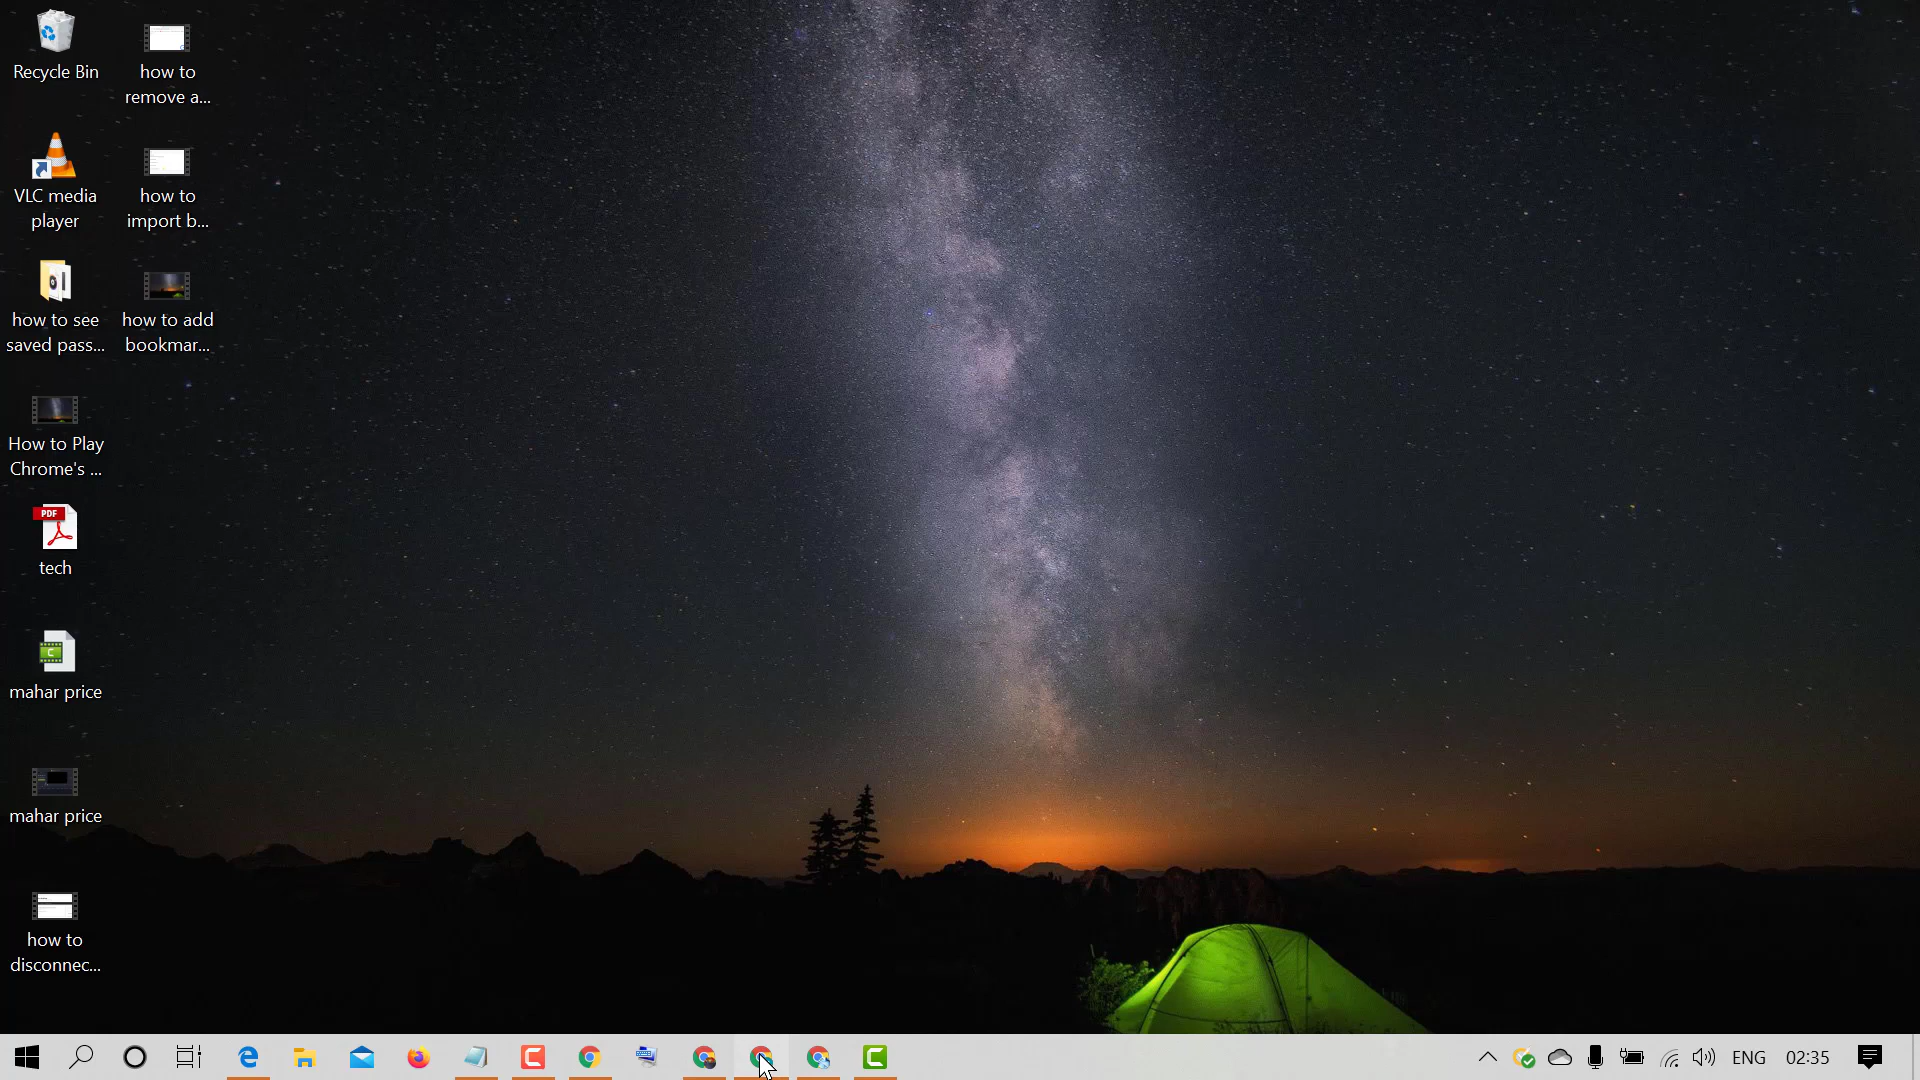 Recycle Bin
how to
remove a...
VLC media
player
how to
import b...
how to see
saved pass...
how to add
bookmar...
How to Play
Chrome's ...
PDF
tech
C
mahar price
mahar price
how to
disconnec...
ENG
02:35